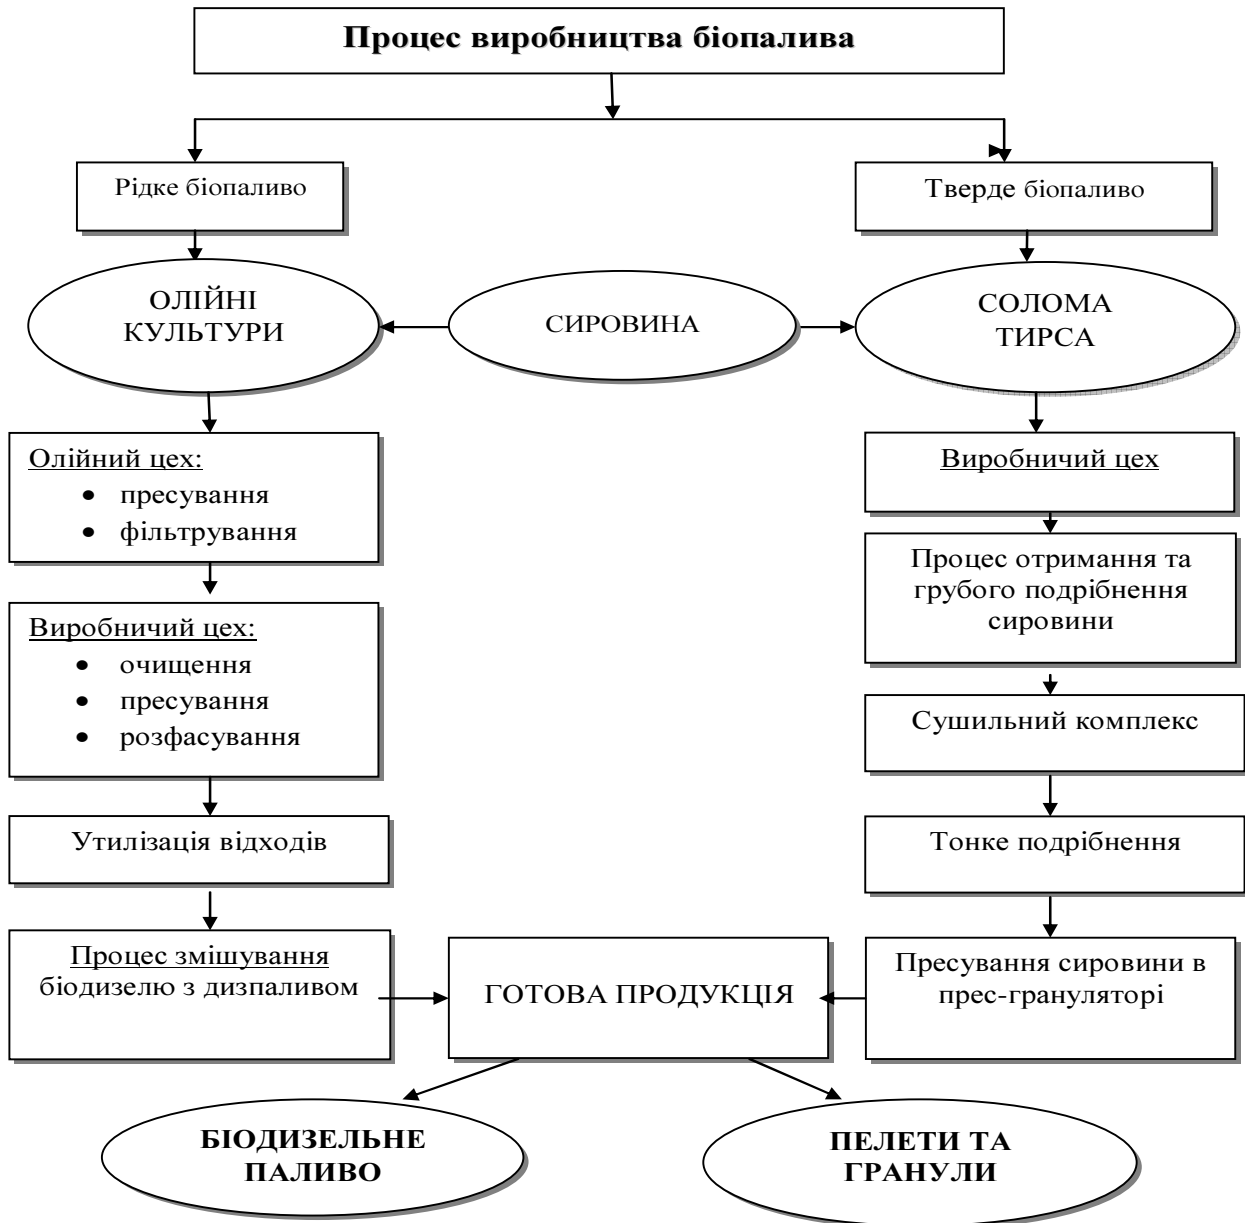 Процес виробництва біопалива
Рідке біопаливо
Тверде біопаливо
ОЛІЙНІ
КУЛЬТУРИ
СИРОВИНА
СОЛОМА
ТИРСА
Олійний цех:
• пресування
• фільтрування
Виробничий цех
Процес отримання та
грубого подрібнення
сировини
Виробничий цех:
• очищення
• пресування
• розфасування
Сушильний комплекс
Утилізація відходів
Тонке подрібнення
Процес змішування
біодизелю з дизпаливом
ГОТОВА ПРОДУКЦІЯ
Пресування сировини в
прес-грануляторі
БІОДИЗЕЛЬНЕ
ПАЛИВО
ПЕЛЕТИ ТА
ГРАНУЛИ